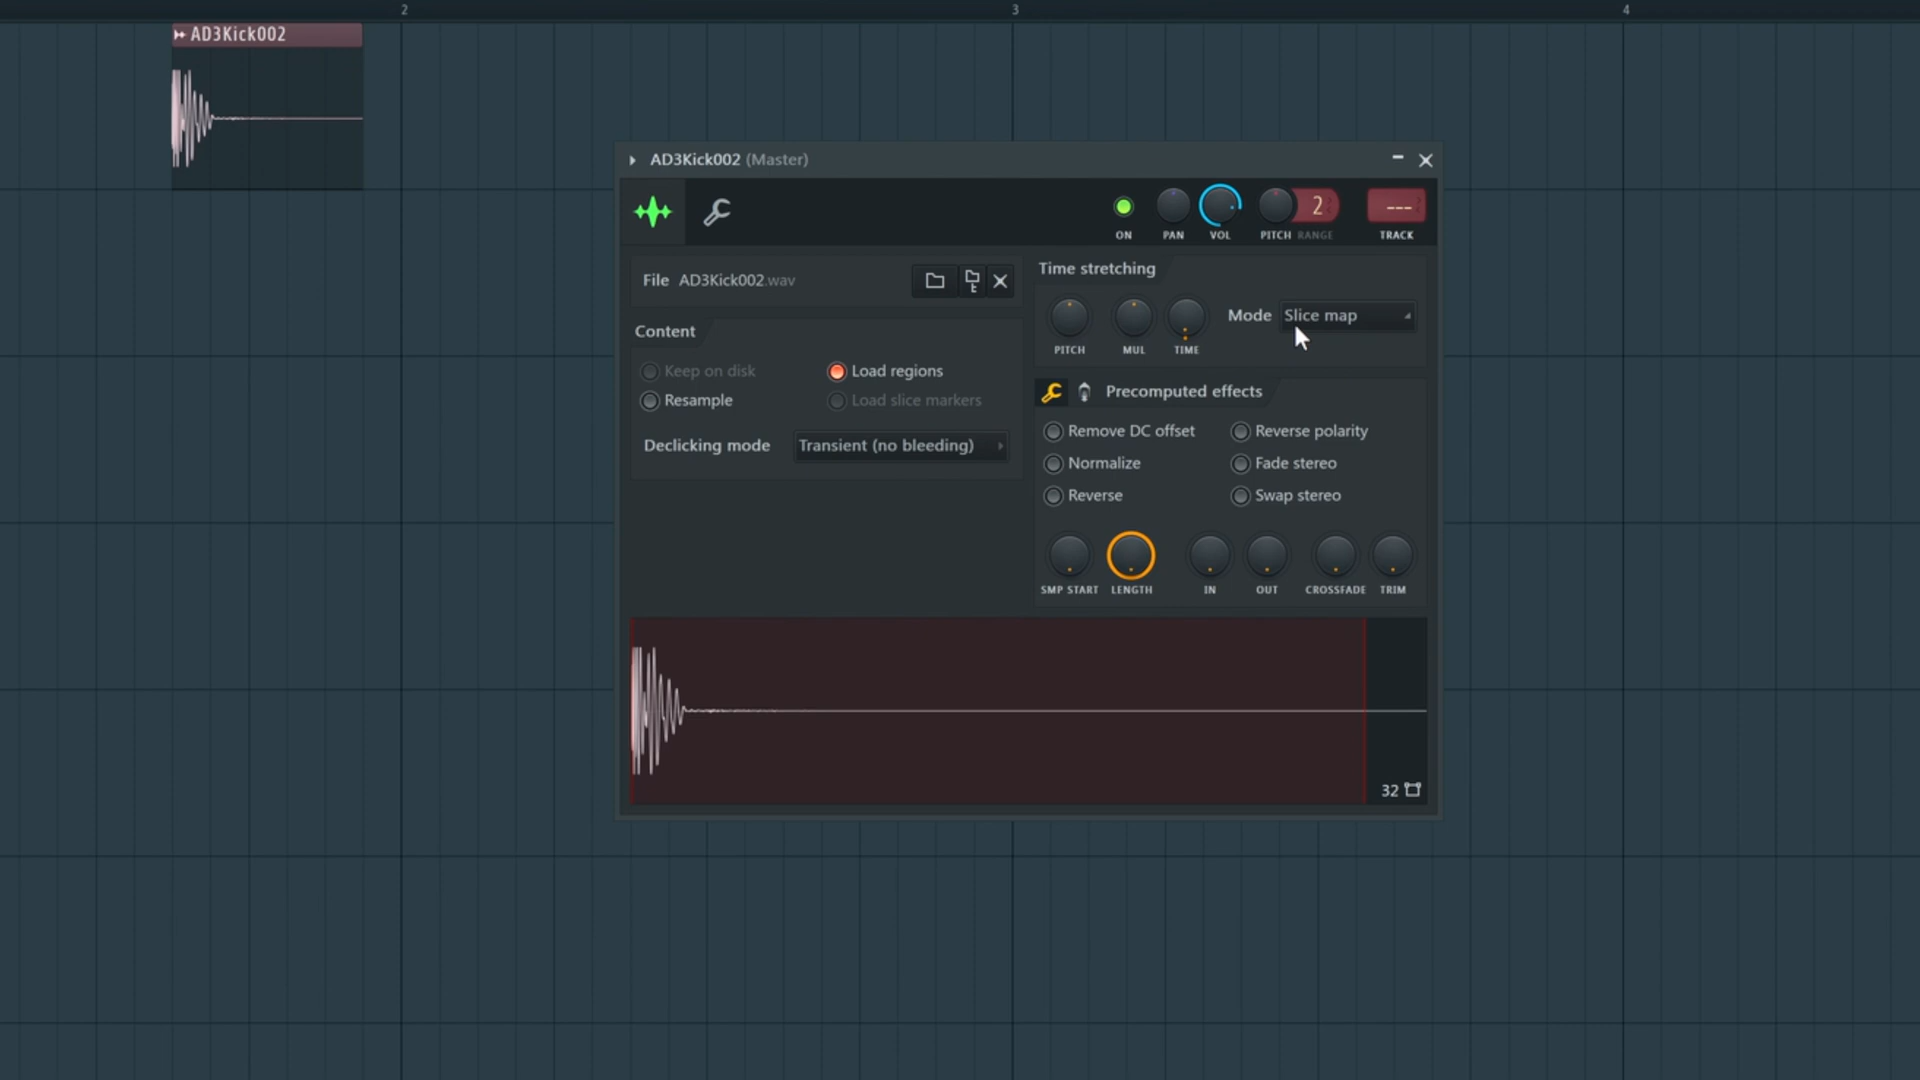 2
3
4
AD3Kick002
AD3Kick002 (Master)
2
---
ON
PAN
VOL
PITCH
RANGE
TRACK
File AD3Kick002.wav
Time stretching
PITCH
MUL
TIME
Mode Slice map
Content
Keep on disk
Load regions
Resample
Load slice markers
Declicking mode Transient (no bleeding)
Precomputed effects
Remove DC offset
Reverse polarity
Normalize
Fade stereo
Reverse
Swap stereo
SMP START
LENGTH
IN
OUT
CROSSFADE
TRIM
32